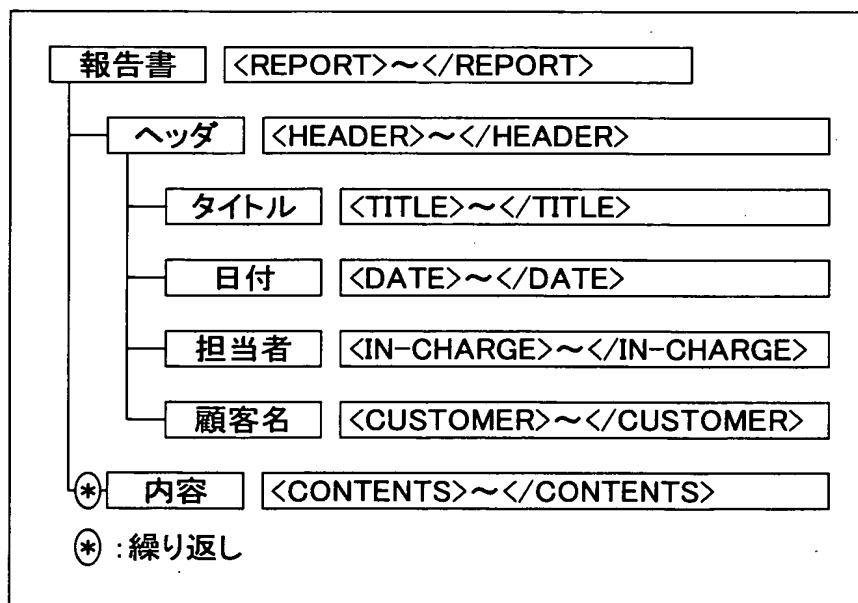 報告書 <REPORT>~</REPORT>
ヘッダ <HEADER>~</HEADER>
タイトル <TITLE>~</TITLE>
日付 <DATE>~</DATE>
担当者 <IN-CHARGE>~</IN-CHARGE>
顧客名 <CUSTOMER>~</CUSTOMER>
* 内容 <CONTENTS>~</CONTENTS>
* :繰り返し